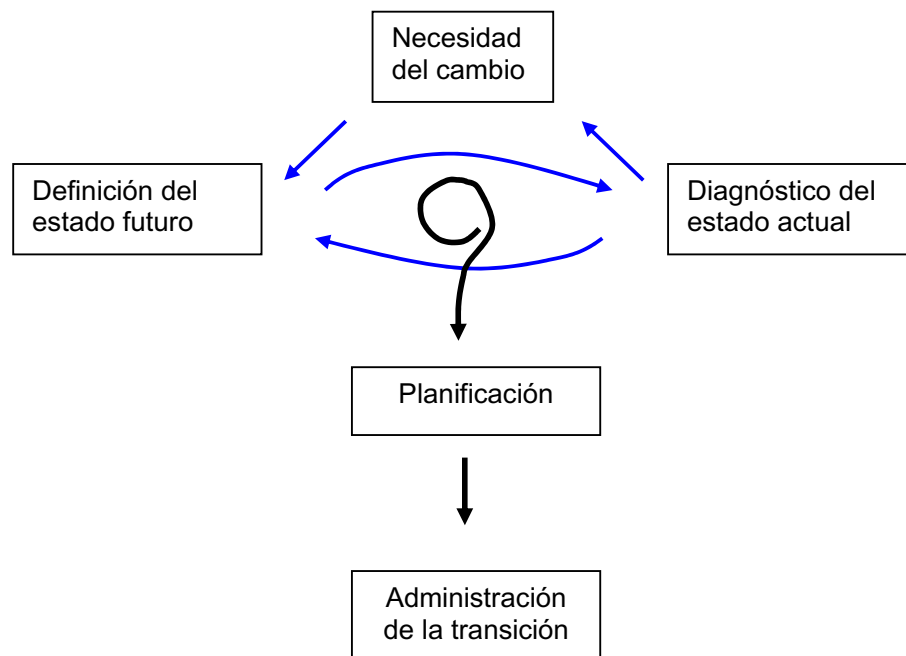 Necesidad
del cambio
Definición del
estado futuro
Diagnóstico del
estado actual
Planificación
Administración
de la transición